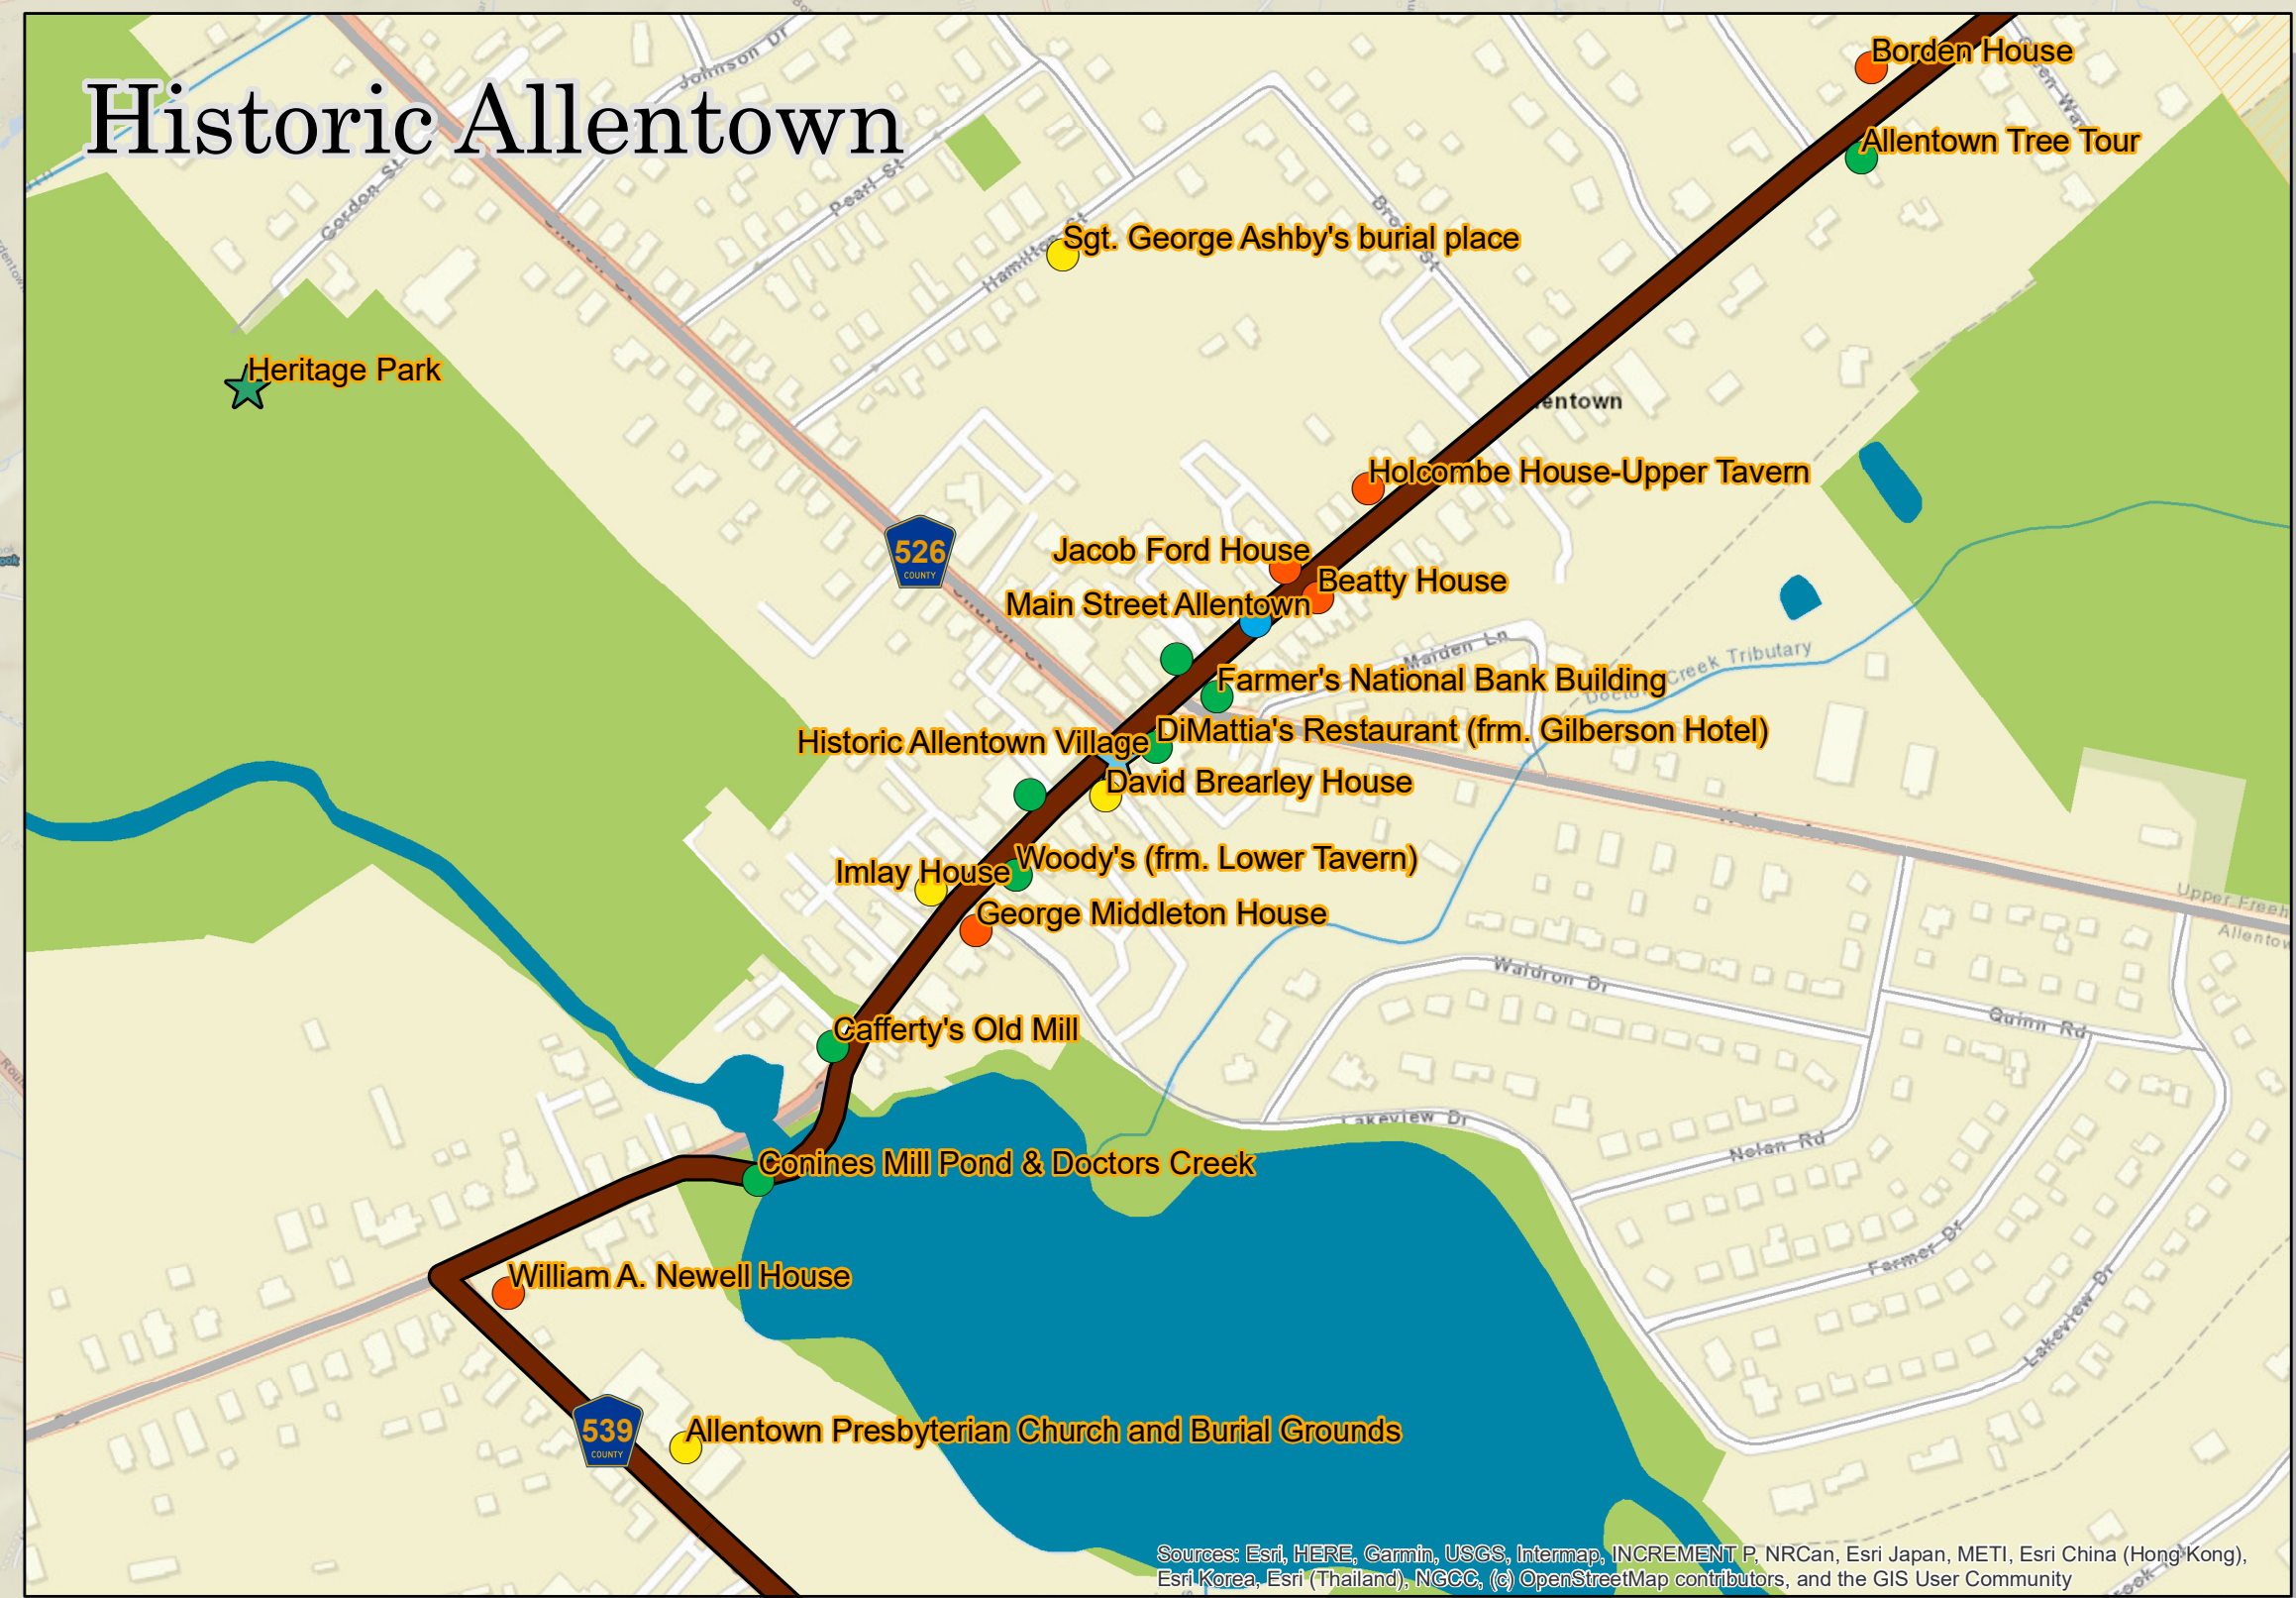 Historic Allentown
Johnson Dr
Borden House
Allentown Tree Tour
Gordon St
Pearl St
Hamilton St
Sgt. George Ashby's burial place
Heritage Park
Holcombe House-Upper Tavern
526
COUNTY
Jacob Ford House
Beatty House
Main Street Allentown
Maiden Ln
Creek Tributary
Farmer's National Bank Building
DiMattia's Restaurant (frm. Gilberson Hotel)
Historic Allentown Village
David Brearley House
Woody's (frm. Lower Tavern)
Imlay House
George Middleton House
Upper
Waldron Dr
Quinn Rd
Cafferty's Old Mill
Lakeview Dr
Nolan Rd
Conines Mill Pond & Doctors Creek
Farmer Dr
Lakeview Dr
William A. Newell House
539
COUNTY
Allentown Presbyterian Church and Burial Grounds
Sources: Esri, HERE, Garmin, USGS, Intermap, INCREMENT P, NRCan, Esri Japan, METI, Esri China (Hong Kong),
Esri Korea, Esri (Thailand), NGCC, (c) OpenStreetMap contributors, and the GIS User Community